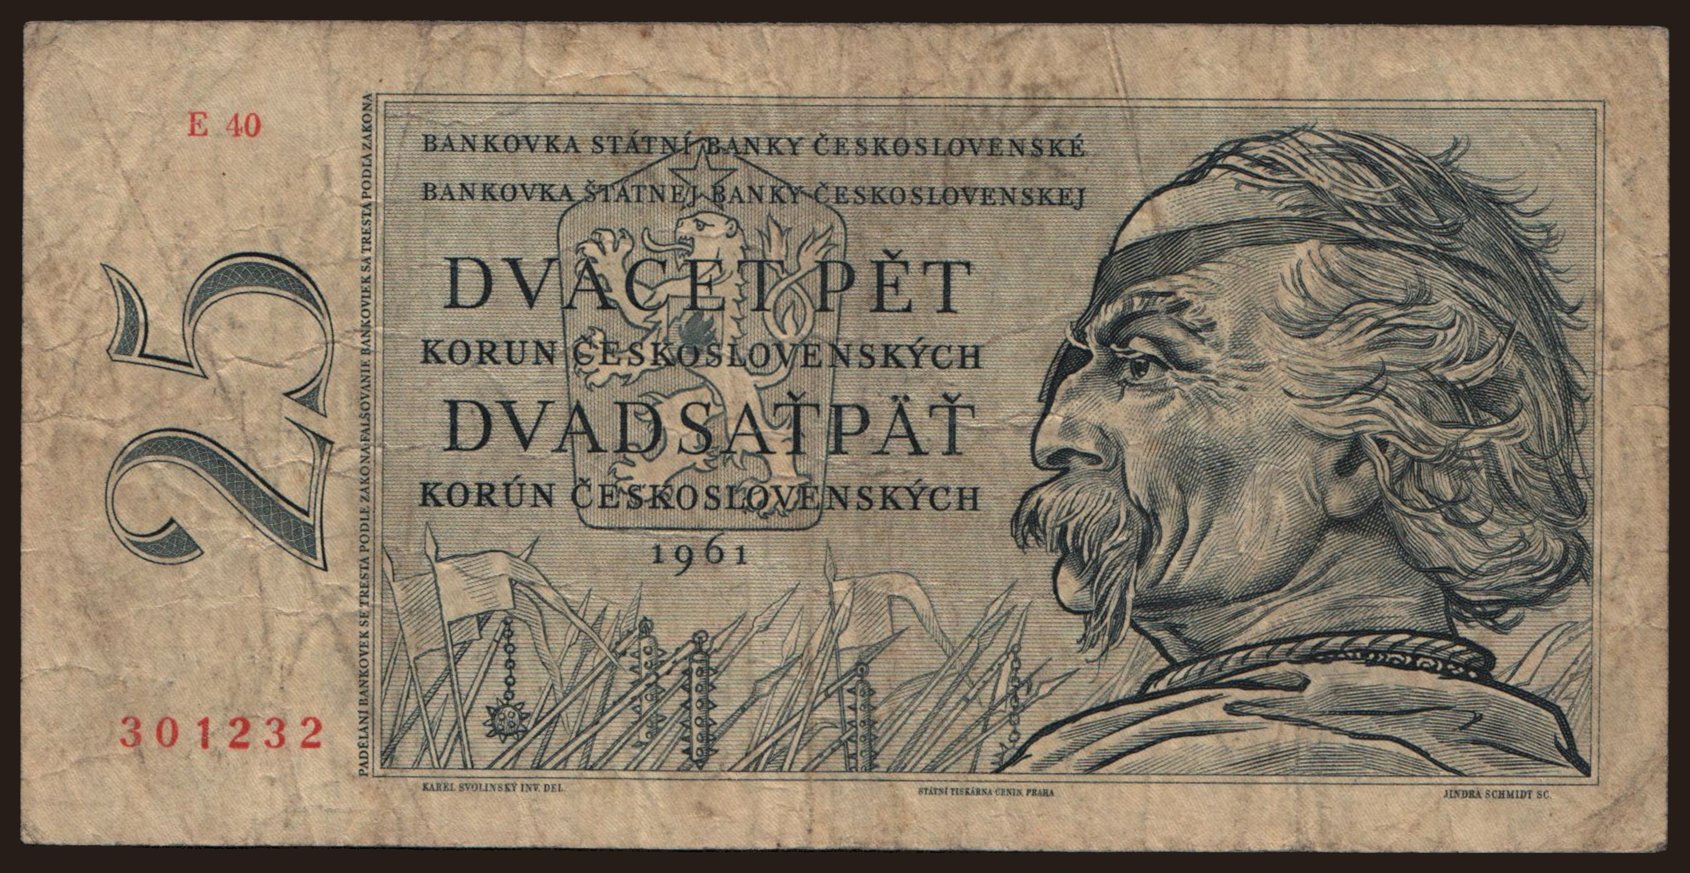 E 40
BANKOVKA STÁTNÍ BANKY ČESKOSLOVENSKÉ
BANKOVKA ŠTÁTNEJ BANKY ČESKOSLOVENSKEJ
DVACET PĚT
KORUN ČESKOSLOVENSKÝCH
DVADSAŤPÄŤ
KORÚN ČESKOSLOVENSKÝCH
1961
25
PADĚLÁNÍ BANKOVEK SE TRESTÁ PODLE ZÁKONA FALŠOVANIE BANKOVIEK SA TRESTÁ PODĽA ZÁKONA
301232
KAREL SVOLINSKÝ INV. DEL.
STÁTNÍ TISKÁRNA CENIN, PRAHA
JINDRA SCHMIDT SC.